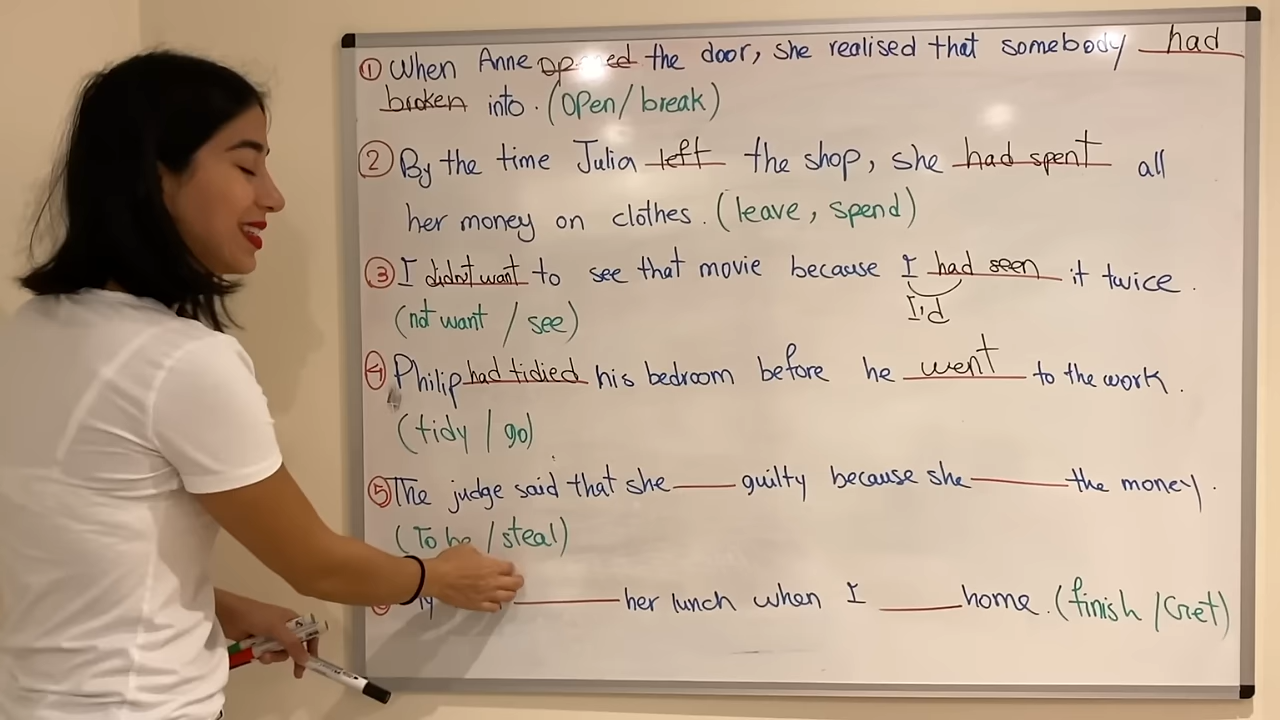 ① When Anne opened the door, she realised that somebody had
broken into. (open/break)
② By the time Julia left the shop, she had spent all
her money on clothes. (leave, spend)
③ I didn't want to see that movie because I had seen it twice.
I'd
(not want / see)
④ Philip had tidied his bedroom before he went to the work.
(tidy / go)
⑤ The judge said that she ____ guilty because she ____ the money.
(To be / steal)
____ her lunch when I ____ home. (finish / Get)